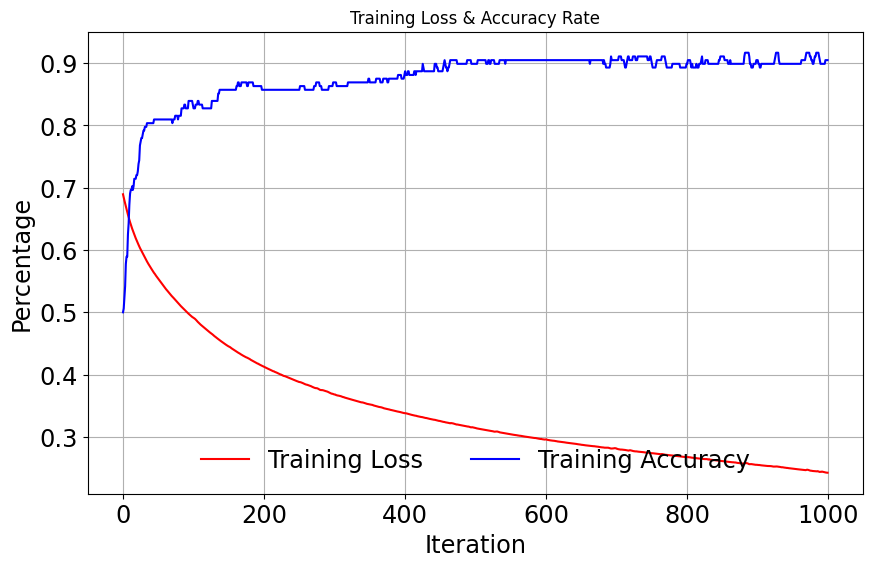 Training Loss & Accuracy Rate
Percentage
0.9
0.8
0.7
0.6
0.5
0.4
0.3
Training Loss
Training Accuracy
0 200 400 600 800 1000
Iteration